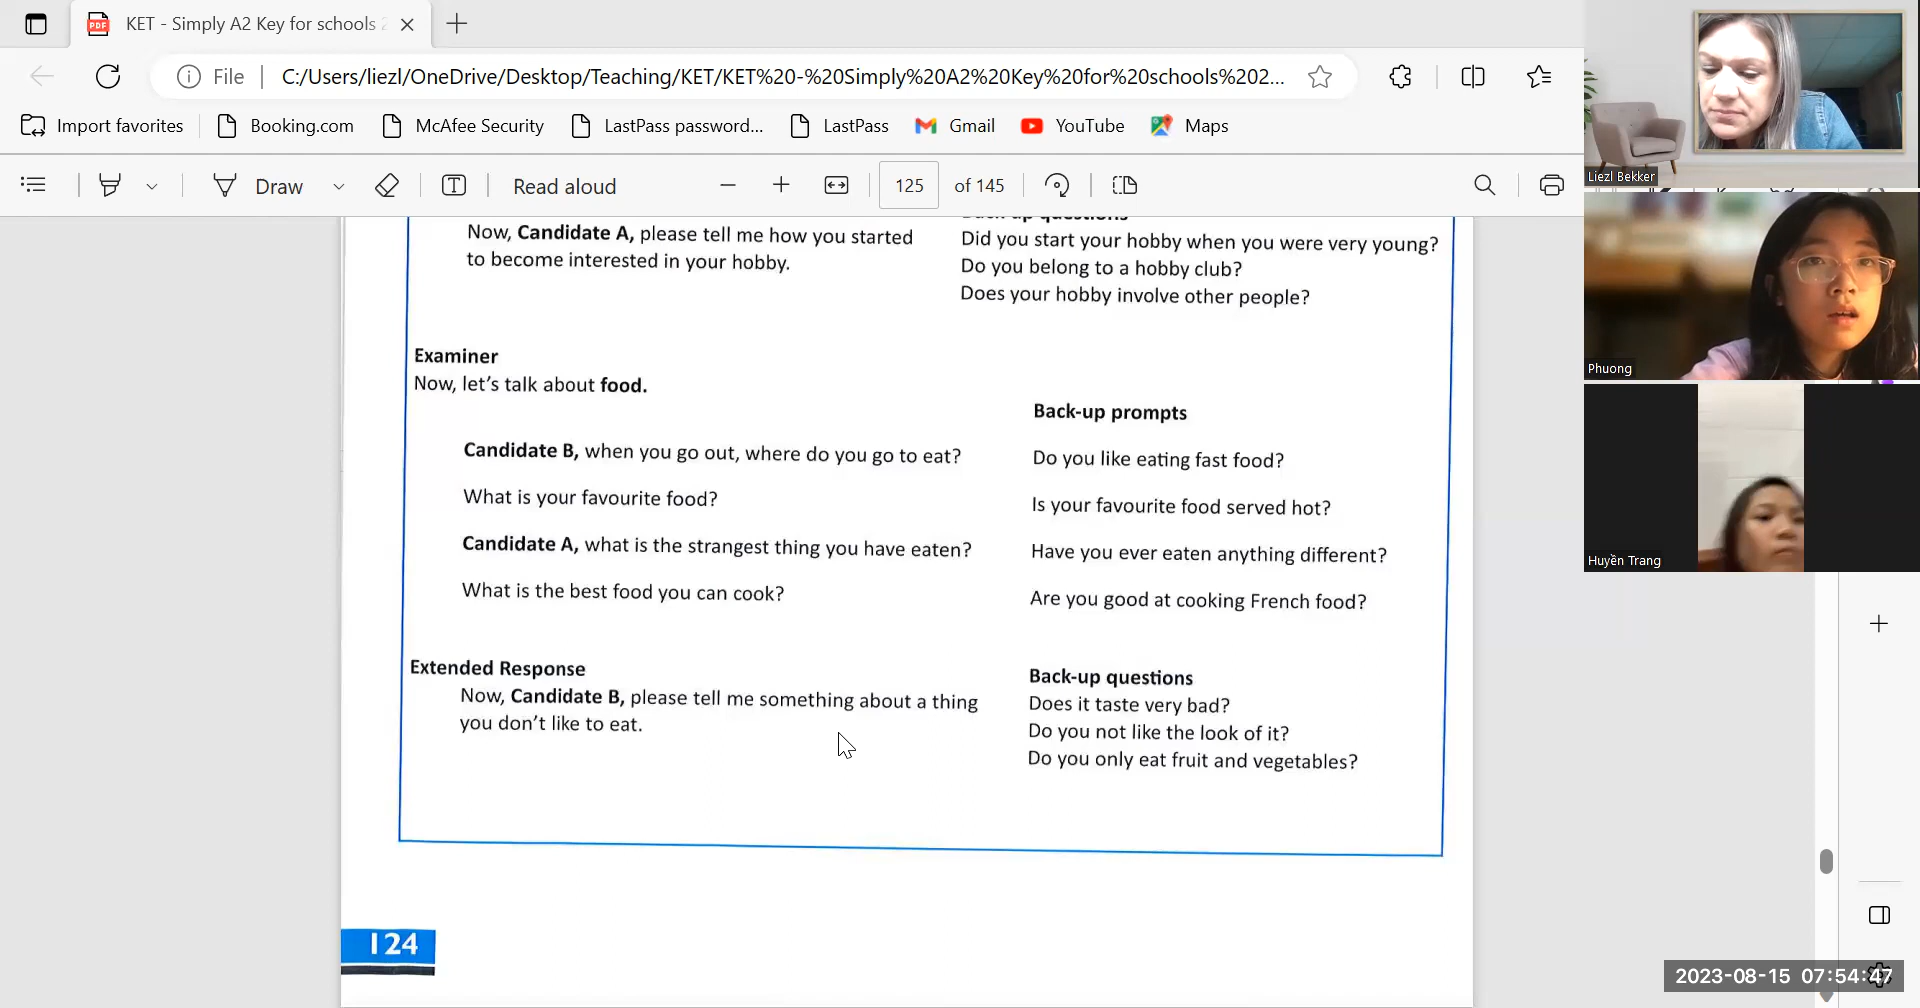 KET - Simply A2 Key for schools 2
File
C:/Users/liezl/OneDrive/Desktop/Teaching/KET/KET%20-%20Simply%20A2%20Key%20for%20schools%202...
Import favorites
Booking.com
McAfee Security
LastPass password...
LastPass
Gmail
YouTube
Maps
Draw
Read aloud
125 of 145
Back-up questions
Now, Candidate A, please tell me how you started
to become interested in your hobby.
Did you start your hobby when you were very young?
Do you belong to a hobby club?
Does your hobby involve other people?
Examiner
Now, let's talk about food.
Back-up prompts
Candidate B, when you go out, where do you go to eat?
Do you like eating fast food?
What is your favourite food?
Is your favourite food served hot?
Candidate A, what is the strangest thing you have eaten?
Have you ever eaten anything different?
What is the best food you can cook?
Are you good at cooking French food?
Extended Response
Now, Candidate B, please tell me something about a thing
you don't like to eat.
Back-up questions
Does it taste very bad?
Do you not like the look of it?
Do you only eat fruit and vegetables?
124
Liezl Bekker
Phuong
Huyền Trang
2023-08-15 07:54:47